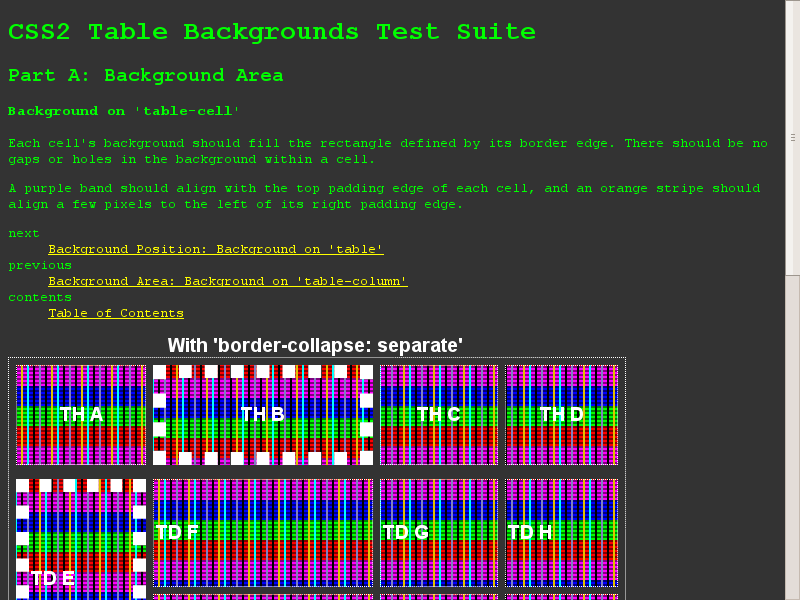 CSS2 Table Backgrounds Test Suite
Part A: Background Area
Background on 'table-cell'
Each cell's background should fill the rectangle defined by its border edge. There should be no
gaps or holes in the background within a cell.
A purple band should align with the top padding edge of each cell, and an orange stripe should
align a few pixels to the left of its right padding edge.
next
Background Position: Background on 'table'
previous
Background Area: Background on 'table-column'
contents
Table of Contents
With 'border-collapse: separate'
TH A TH B TH C TH D
TD F TD G TD H
TD E